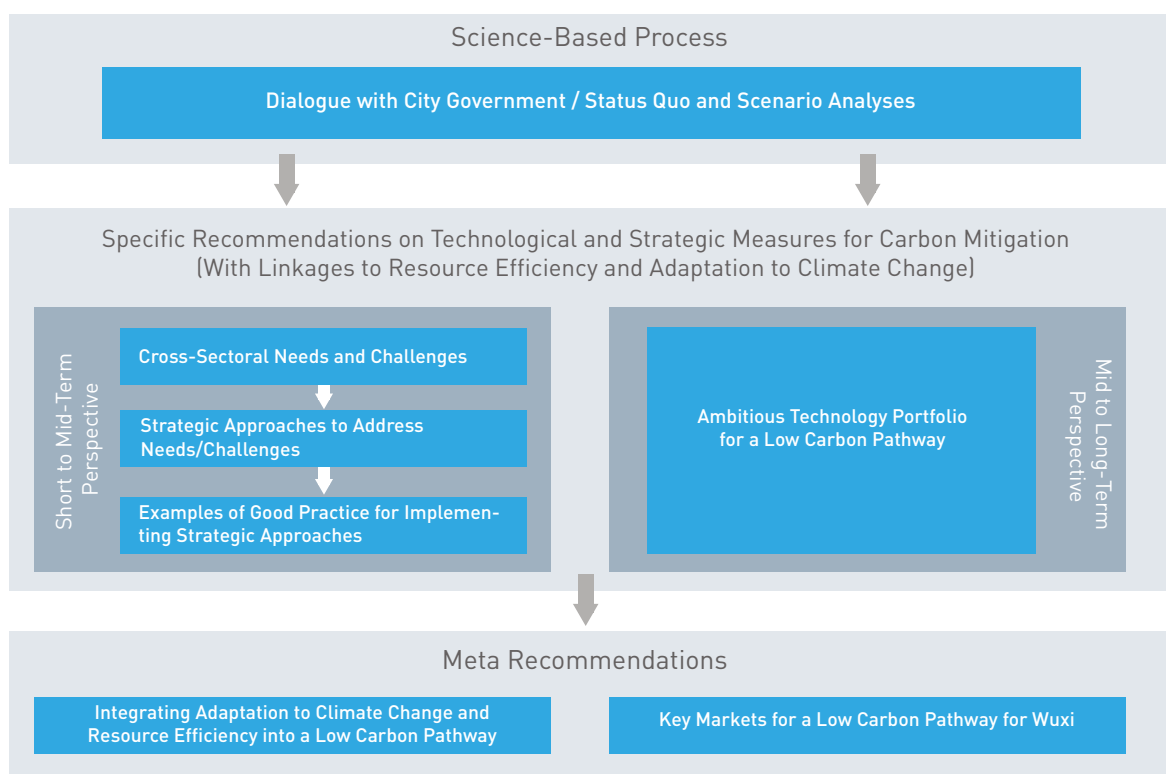 Science-Based Process
Dialogue with City Government / Status Quo and Scenario Analyses
Specific Recommendations on Technological and Strategic Measures for Carbon Mitigation
(With Linkages to Resource Efficiency and Adaptation to Climate Change)
Short to Mid-Term
Perspective
Cross-Sectoral Needs and Challenges
Strategic Approaches to Address
Needs/Challenges
Examples of Good Practice for Implemen-
ting Strategic Approaches
Ambitious Technology Portfolio
for a Low Carbon Pathway
Mid to Long-Term
Perspective
Meta Recommendations
Integrating Adaptation to Climate Change and
Resource Efficiency into a Low Carbon Pathway
Key Markets for a Low Carbon Pathway for Wuxi